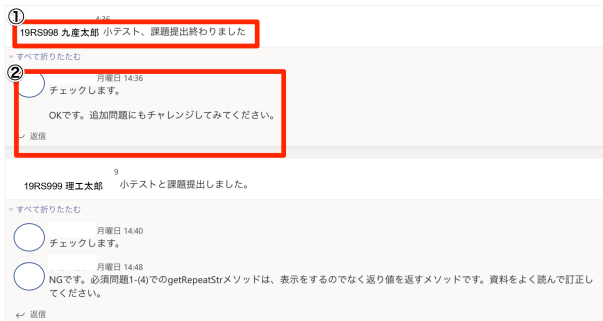 ①
4:36
19RS998 九産太郎 小テスト、課題提出終わりました
すべて折りたたむ
②
月曜日 14:36
チェックします。
OKです。追加問題にもチャレンジしてみてください。
返信
9
19RS999 理工太郎 小テストと課題提出しました。
すべて折りたたむ
月曜日 14:40
チェックします。
月曜日 14:48
NGです。必須問題1-(4)でのgetRepeatStrメソッドは、表示をするのでなく返り値を返すメソッドです。資料をよく読んで訂正し
てください。
返信